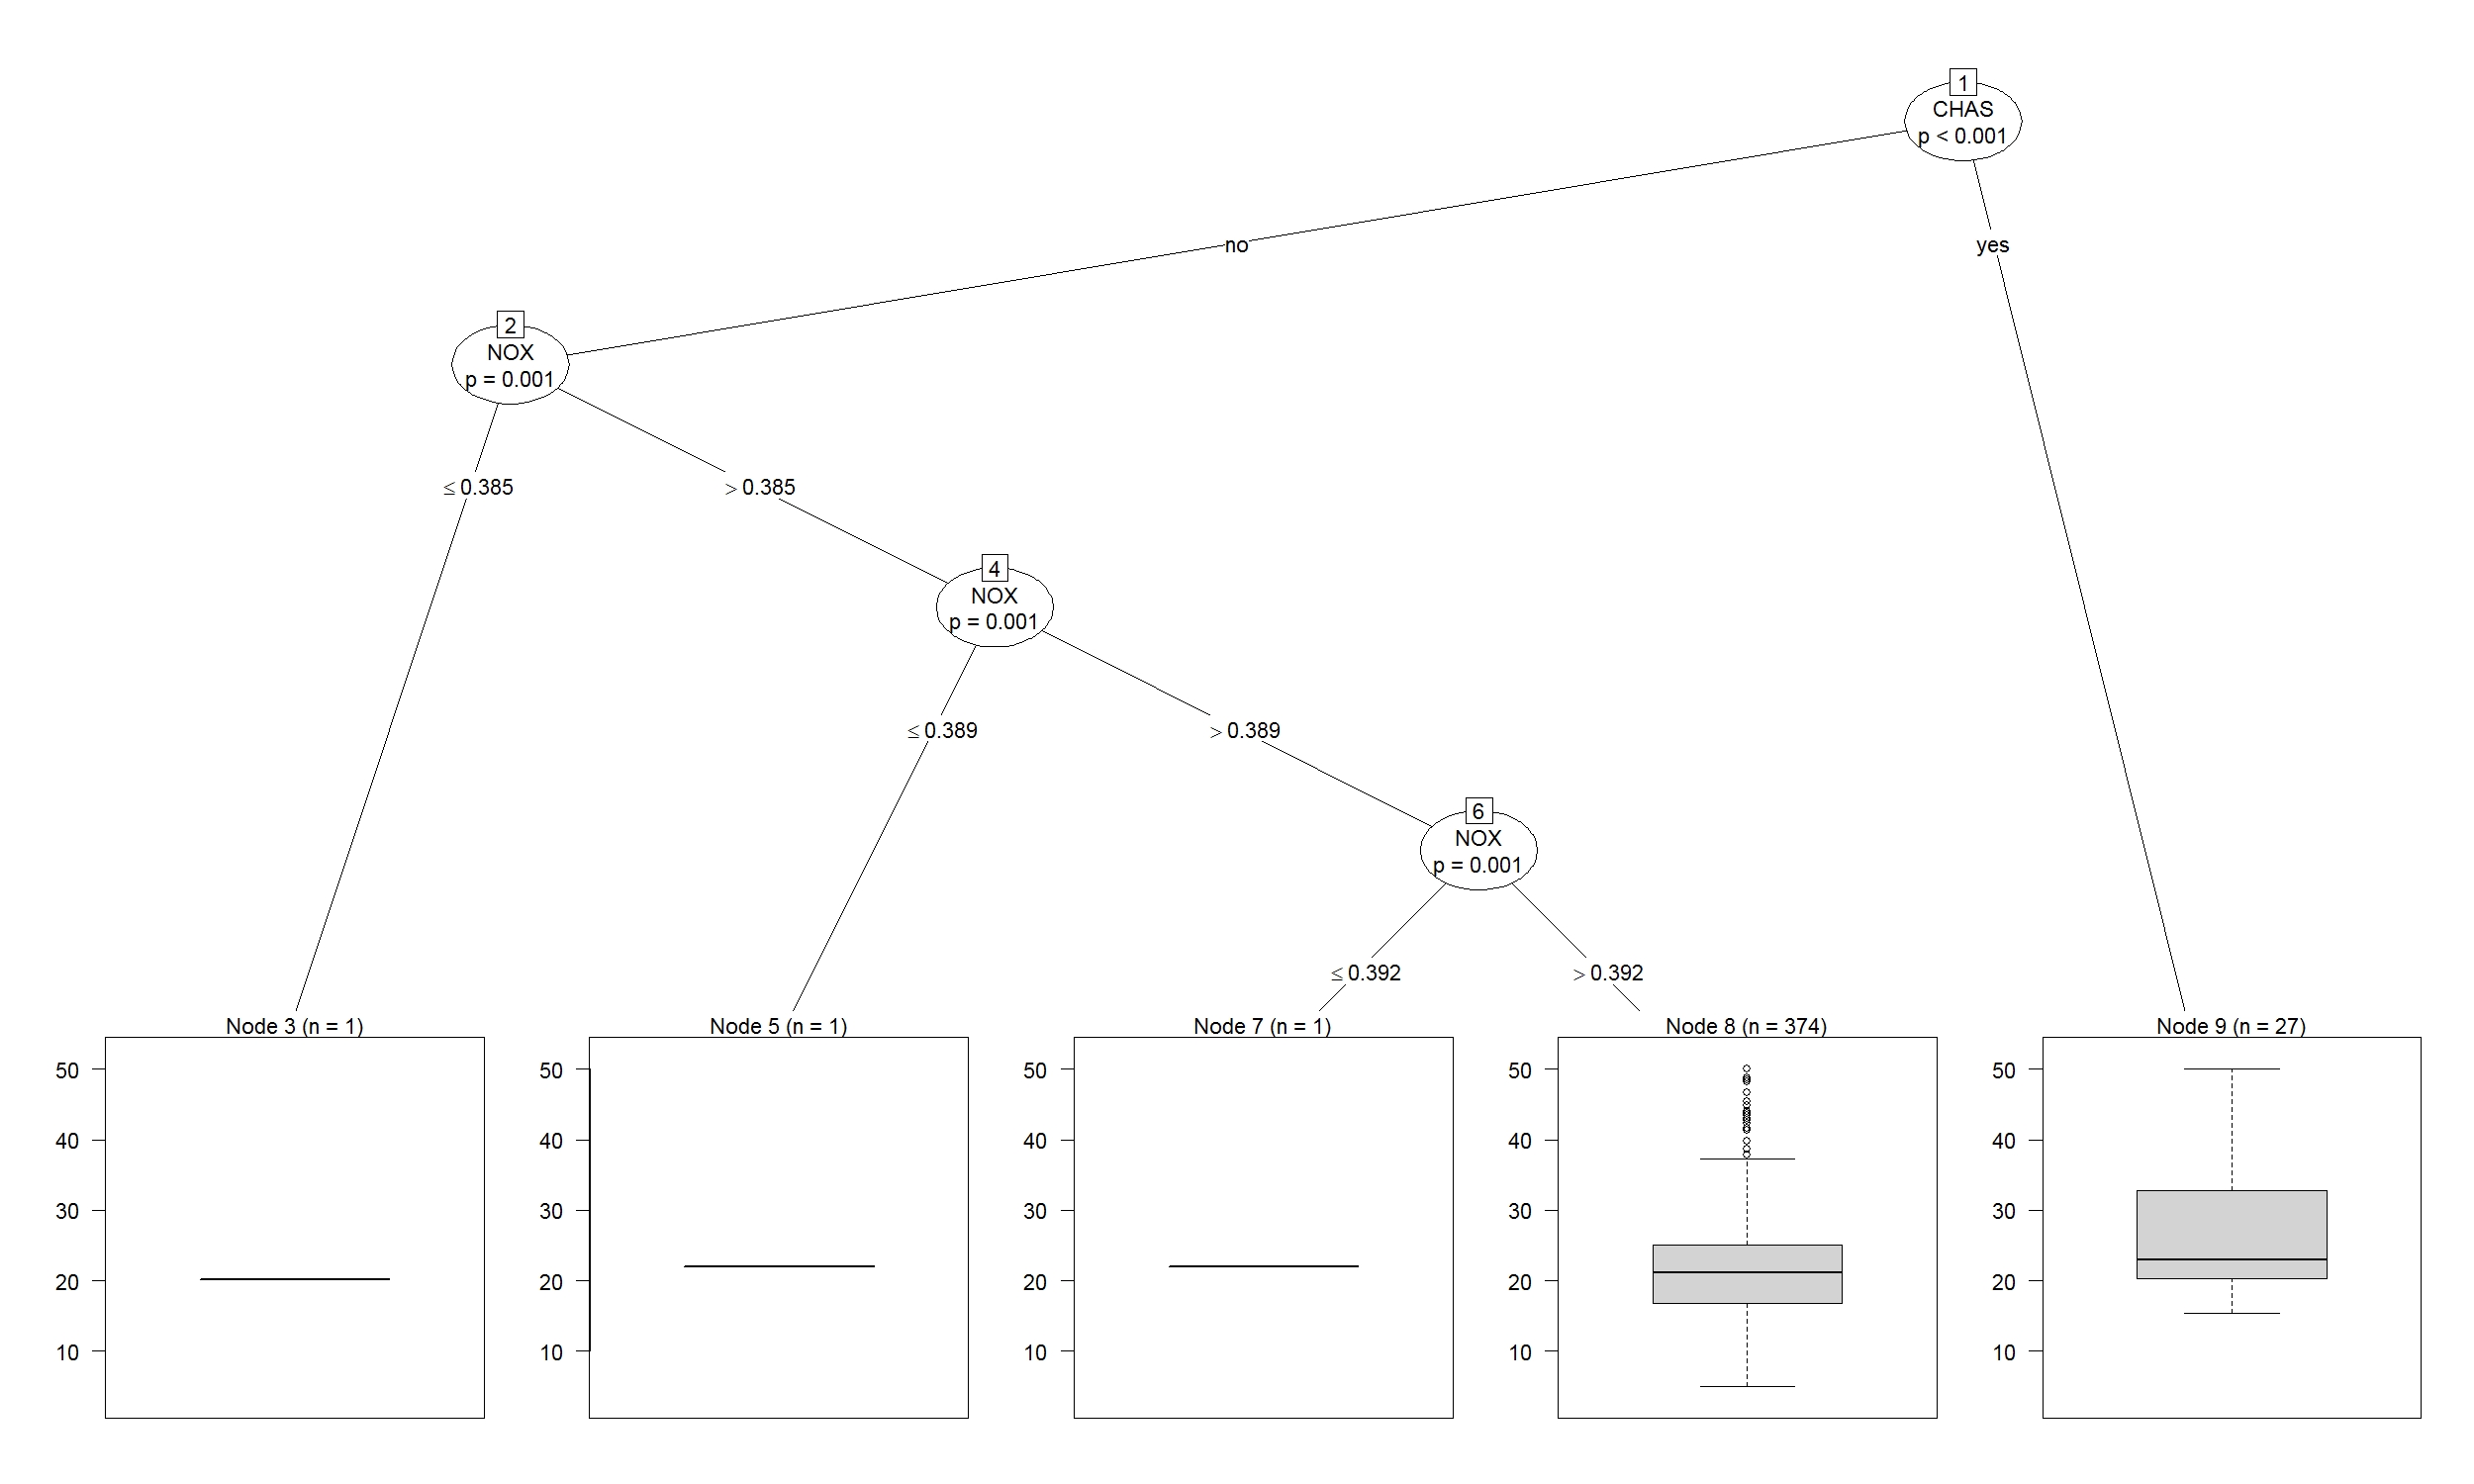 1
CHAS
p < 0.001
no
yes
2
NOX
p = 0.001
≤ 0.385
> 0.385
4
NOX
p = 0.001
≤ 0.389
> 0.389
6
NOX
p = 0.001
≤ 0.392
> 0.392
Node 3 (n = 1)
50
40
30
20
10
Node 5 (n = 1)
50
40
30
20
10
Node 7 (n = 1)
50
40
30
20
10
Node 8 (n = 374)
50
40
30
20
10
Node 9 (n = 27)
50
40
30
20
10